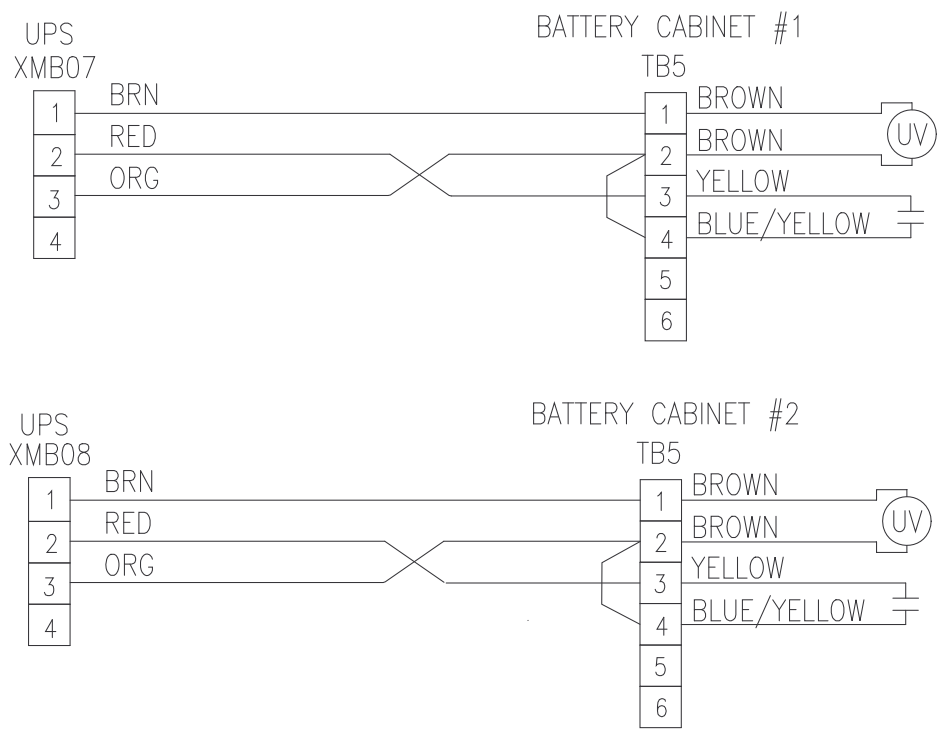 UPS
XMB07
BATTERY CABINET #1
TB5
1 BRN 1 BROWN
UV
2 RED 2 BROWN
3 ORG 3 YELLOW
4 4 BLUE/YELLOW
5
6
UPS
XMB08
BATTERY CABINET #2
TB5
1 BRN 1 BROWN
UV
2 RED 2 BROWN
3 ORG 3 YELLOW
4 4 BLUE/YELLOW
5
6